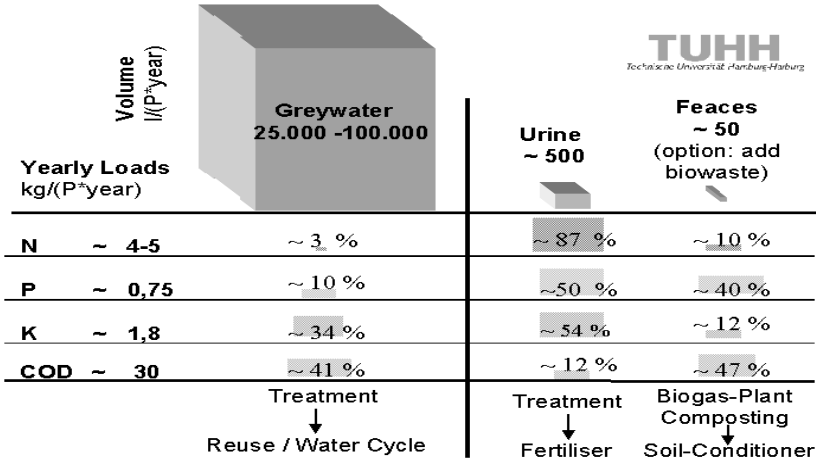 TUHH
Technische Universität Hamburg-Harburg
Volume
l/(P*year)
Greywater
25.000 -100.000
Urine
~ 500
Feaces
~ 50
(option: add
biowaste)
Yearly Loads
kg/(P*year)
N ~ 4-5 ~ 3 % ~ 87 % ~ 10 %
P ~ 0,75 ~ 10 % ~50 % ~ 40 %
K ~ 1,8 ~ 34 % ~ 54 % ~ 12 %
COD ~ 30 ~ 41 % ~ 12 % ~ 47 %
Treatment
Reuse / Water Cycle
Treatment
Fertiliser
Biogas-Plant
Composting
Soil-Conditioner